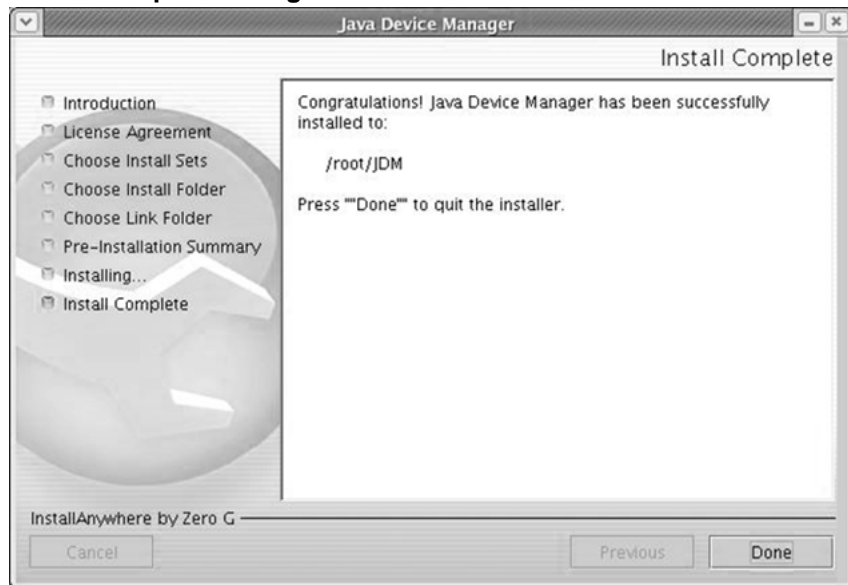 Java Device Manager
Install Complete
Introduction
License Agreement
Choose Install Sets
Choose Install Folder
Choose Link Folder
Pre-Installation Summary
Installing...
Install Complete
Congratulations! Java Device Manager has been successfully
installed to:
/root/JDM
Press ""Done"" to quit the installer.
InstallAnywhere by Zero G
Cancel
Previous
Done